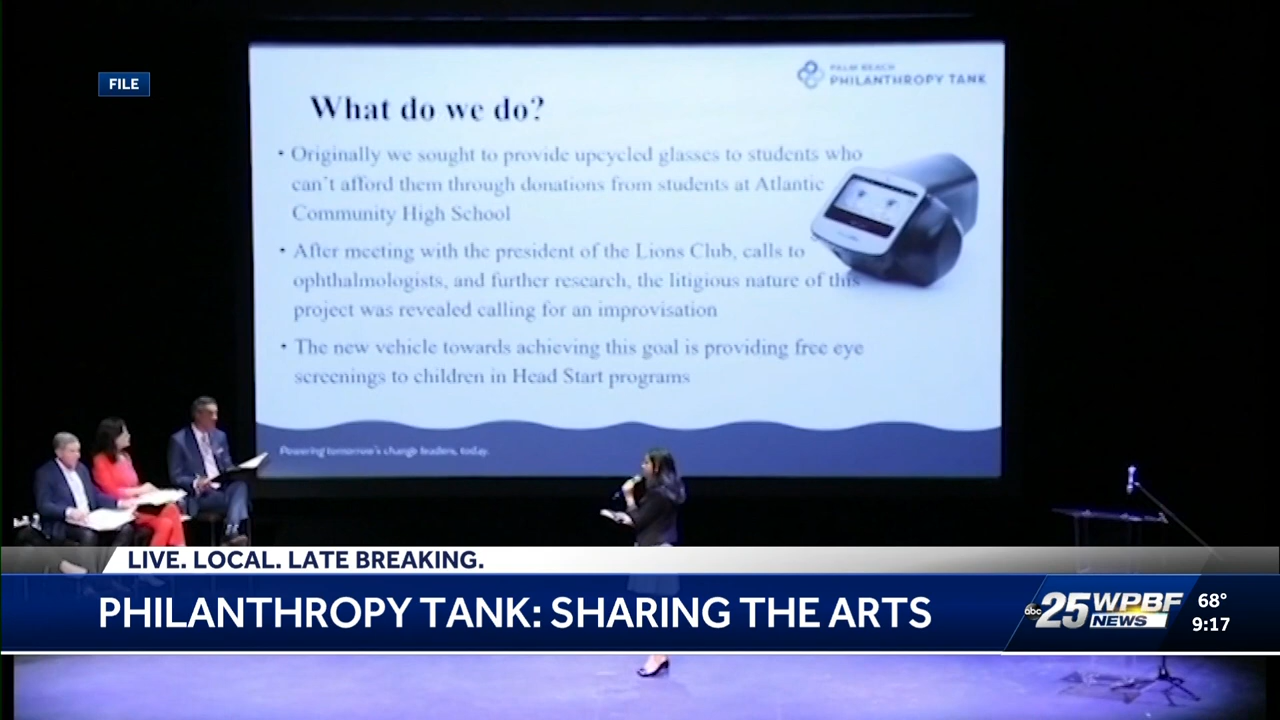 FILE
PALM BEACH
PHILANTHROPY TANK
What do we do?
• Originally we sought to provide upcycled glasses to students who
can't afford them through donations from students at Atlantic
Community High School
• After meeting with the president of the Lions Club, calls to
ophthalmologists, and further research, the litigious nature of this
project was revealed calling for an improvisation
• The new vehicle towards achieving this goal is providing free eye
screenings to children in Head Start programs
Powering tomorrow's change leaders, today.
LIVE. LOCAL. LATE BREAKING.
PHILANTHROPY TANK: SHARING THE ARTS
abc 25 WPBF
NEWS
68°
9:17